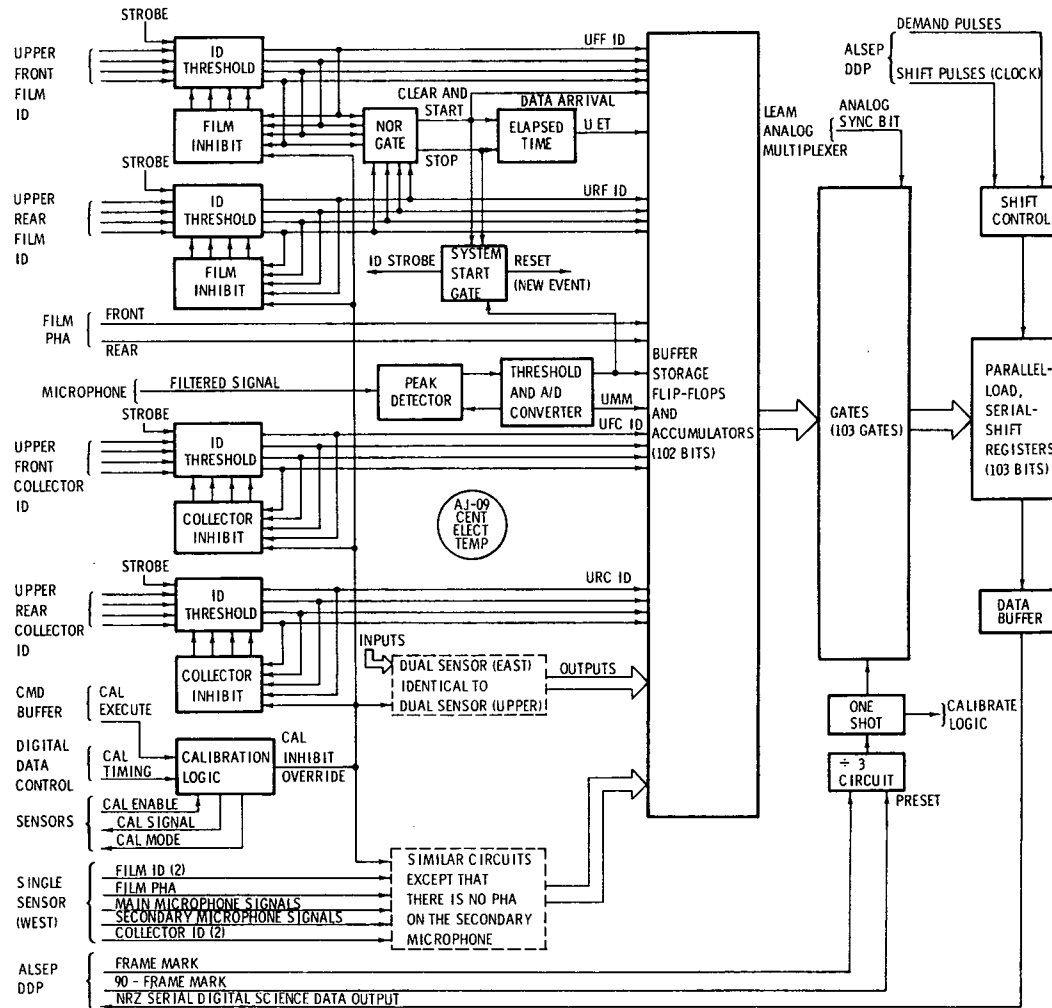 STROBE
UPPER
FRONT
FILM
ID
ID
THRESHOLD
FILM
INHIBIT
UFF ID
CLEAR AND
START
STOP
NOR
GATE
DATA ARRIVAL
ELAPSED
TIME
U ET
STROBE
UPPER
REAR
FILM
ID
ID
THRESHOLD
FILM
INHIBIT
URF ID
ID STROBE
SYSTEM
START
GATE
RESET
(NEW EVENT)
FILM
PHA
FRONT
REAR
MICROPHONE
FILTERED SIGNAL
PEAK
DETECTOR
THRESHOLD
AND A/D
CONVERTER
UMM
STROBE
UPPER
FRONT
COLLECTOR
ID
ID
THRESHOLD
COLLECTOR
INHIBIT
UFC ID
AJ-09
CENT
ELECT
TEMP
STROBE
UPPER
REAR
COLLECTOR
ID
ID
THRESHOLD
COLLECTOR
INHIBIT
URC ID
INPUTS
DUAL SENSOR (EAST)
IDENTICAL TO
DUAL SENSOR (UPPER)
OUTPUTS
CMD
BUFFER
CAL
EXECUTE
DIGITAL
DATA
CONTROL
CAL
TIMING
CALIBRATION
LOGIC
CAL
INHIBIT
OVERRIDE
SENSORS
CAL ENABLE
CAL SIGNAL
CAL MODE
SINGLE
SENSOR
(WEST)
FILM ID (2)
FILM PHA
MAIN MICROPHONE SIGNALS
SECONDARY MICROPHONE SIGNALS
COLLECTOR ID (2)
SIMILAR CIRCUITS
EXCEPT THAT
THERE IS NO PHA
ON THE SECONDARY
MICROPHONE
ALSEP
DDP
FRAME MARK
90 - FRAME MARK
NRZ SERIAL DIGITAL SCIENCE DATA OUTPUT
BUFFER
STORAGE
FLIP-FLOPS
AND
ACCUMULATORS
(102 BITS)
LEAM
ANALOG
MULTIPLEXER
ANALOG
SYNC BIT
ALSEP
DDP
DEMAND PULSES
SHIFT PULSES (CLOCK)
SHIFT
CONTROL
GATES
(103 GATES)
PARALLEL-
LOAD,
SERIAL-
SHIFT
REGISTERS
(103 BITS)
DATA
BUFFER
ONE
SHOT
CALIBRATE
LOGIC
÷ 3
CIRCUIT
PRESET